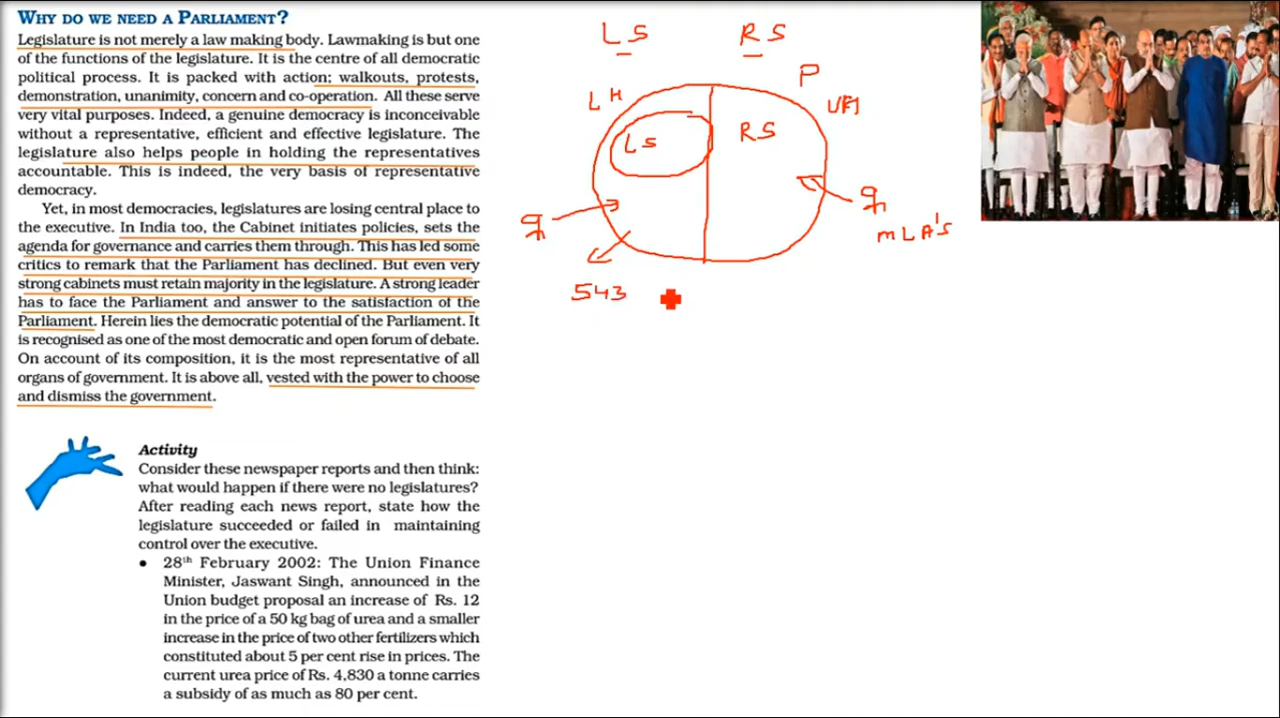 WHY DO WE NEED A PARLIAMENT?
Legislature is not merely a law making body. Lawmaking is but one
of the functions of the legislature. It is the centre of all democratic
political process. It is packed with action; walkouts, protests,
demonstration, unanimity, concern and co-operation. All these serve
very vital purposes. Indeed, a genuine democracy is inconceivable
without a representative, efficient and effective legislature. The
legislature also helps people in holding the representatives
accountable. This is indeed, the very basis of representative
democracy.
Yet, in most democracies, legislatures are losing central place to
the executive. In India too, the Cabinet initiates policies, sets the
agenda for governance and carries them through. This has led some
critics to remark that the Parliament has declined. But even very
strong cabinets must retain majority in the legislature. A strong leader
has to face the Parliament and answer to the satisfaction of the
Parliament. Herein lies the democratic potential of the Parliament. It
is recognised as one of the most democratic and open forum of debate.
On account of its composition, it is the most representative of all
organs of government. It is above all, vested with the power to choose
and dismiss the government.
Activity
Consider these newspaper reports and then think:
what would happen if there were no legislatures?
After reading each news report, state how the
legislature succeeded or failed in maintaining
control over the executive.
• 28th February 2002: The Union Finance
Minister, Jaswant Singh, announced in the
Union budget proposal an increase of Rs. 12
in the price of a 50 kg bag of urea and a smaller
increase in the price of two other fertilizers which
constituted about 5 per cent rise in prices. The
current urea price of Rs. 4,830 a tonne carries
a subsidy of as much as 80 per cent.
LS RS
P
LH
LS RS
MLA's
543